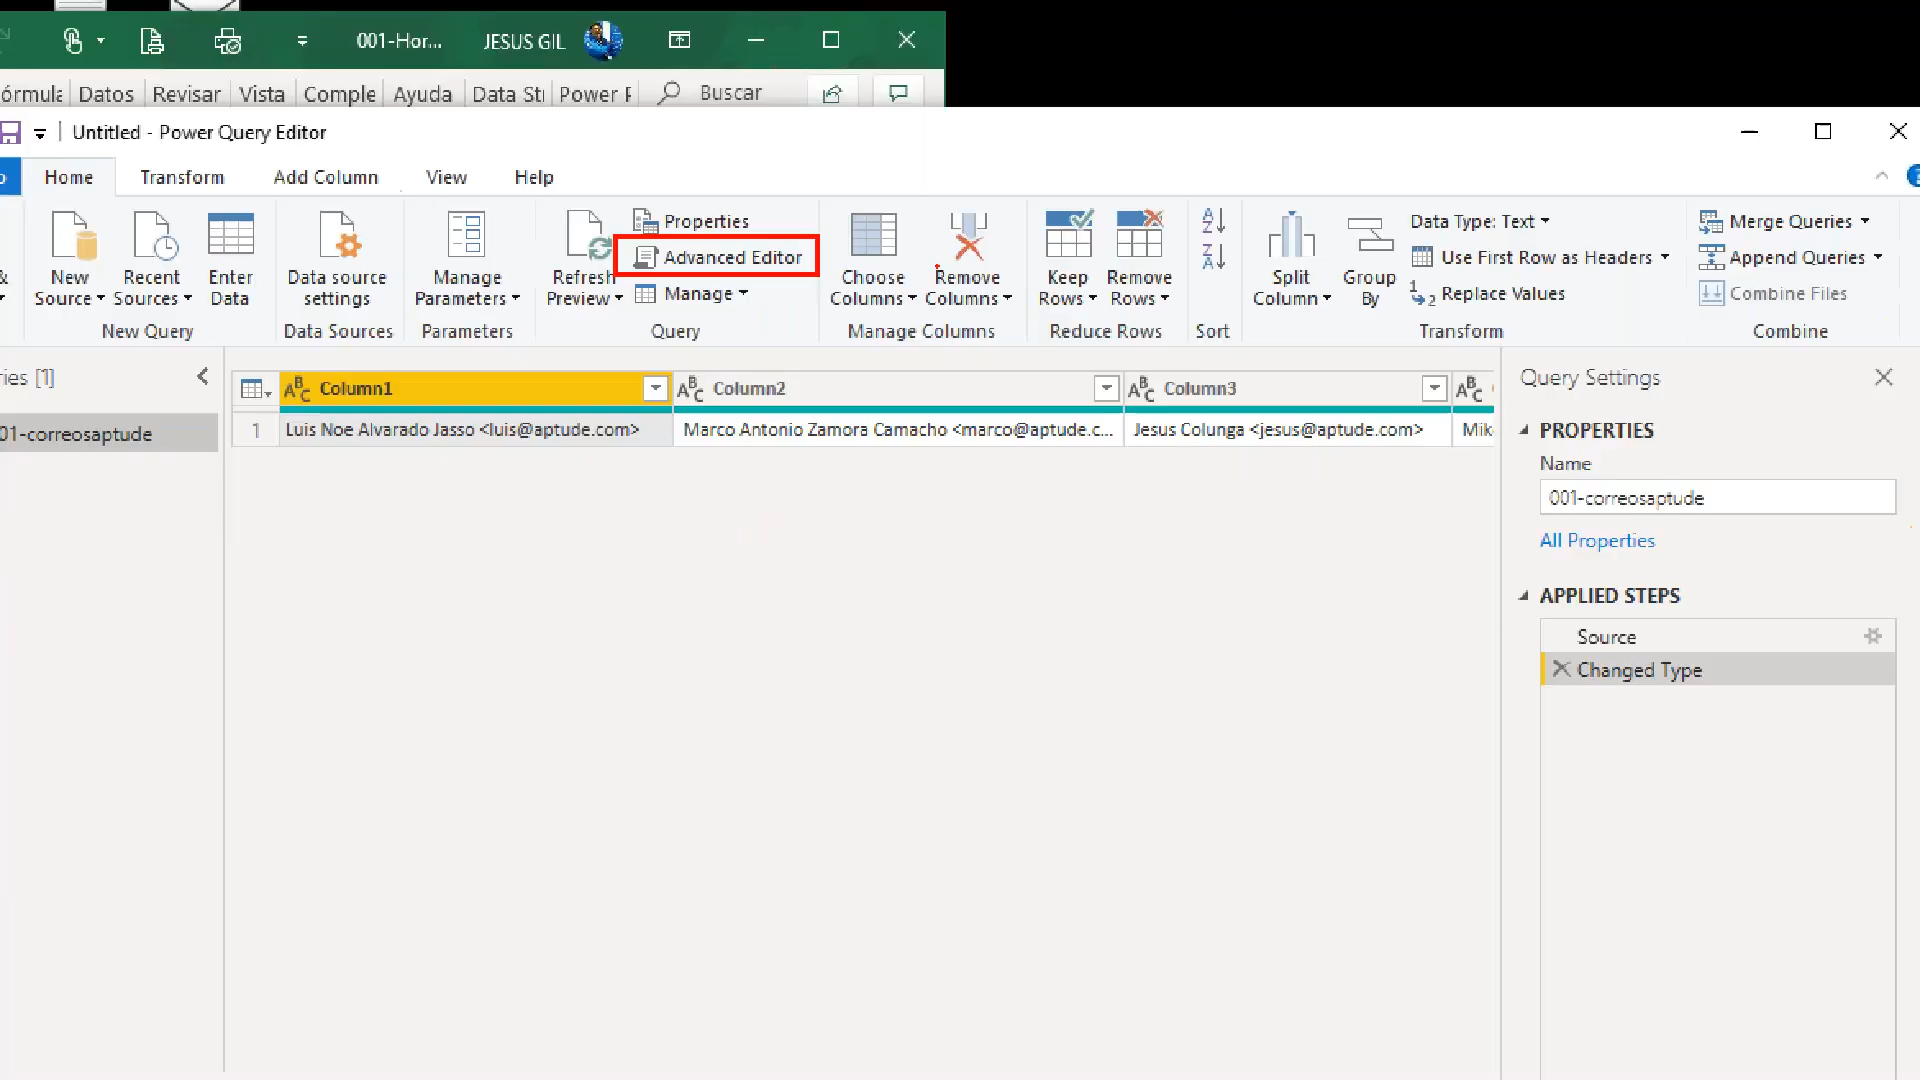 001-Hor... JESUS GIL
órmula Datos Revisar Vista Comple Ayuda Data Stı Power F Buscar
Untitled - Power Query Editor
Home Transform Add Column View Help
New Source
Recent Sources
Enter Data
New Query
Data source settings
Data Sources
Manage Parameters
Parameters
Refresh Preview
Properties
Advanced Editor
Manage
Query
Choose Columns
Remove Columns
Manage Columns
Keep Rows
Remove Rows
Reduce Rows
Sort
Split Column
Group By
Data Type: Text
Use First Row as Headers
Replace Values
Transform
Merge Queries
Append Queries
Combine Files
Combine
ries [1]
01-correosaptude
Column1 Column2 Column3
1 Luis Noe Alvarado Jasso <luis@aptude.com> Marco Antonio Zamora Camacho <marco@aptude.c... Jesus Colunga <jesus@aptude.com> Mik
Query Settings
PROPERTIES
Name
001-correosaptude
All Properties
APPLIED STEPS
Source
Changed Type